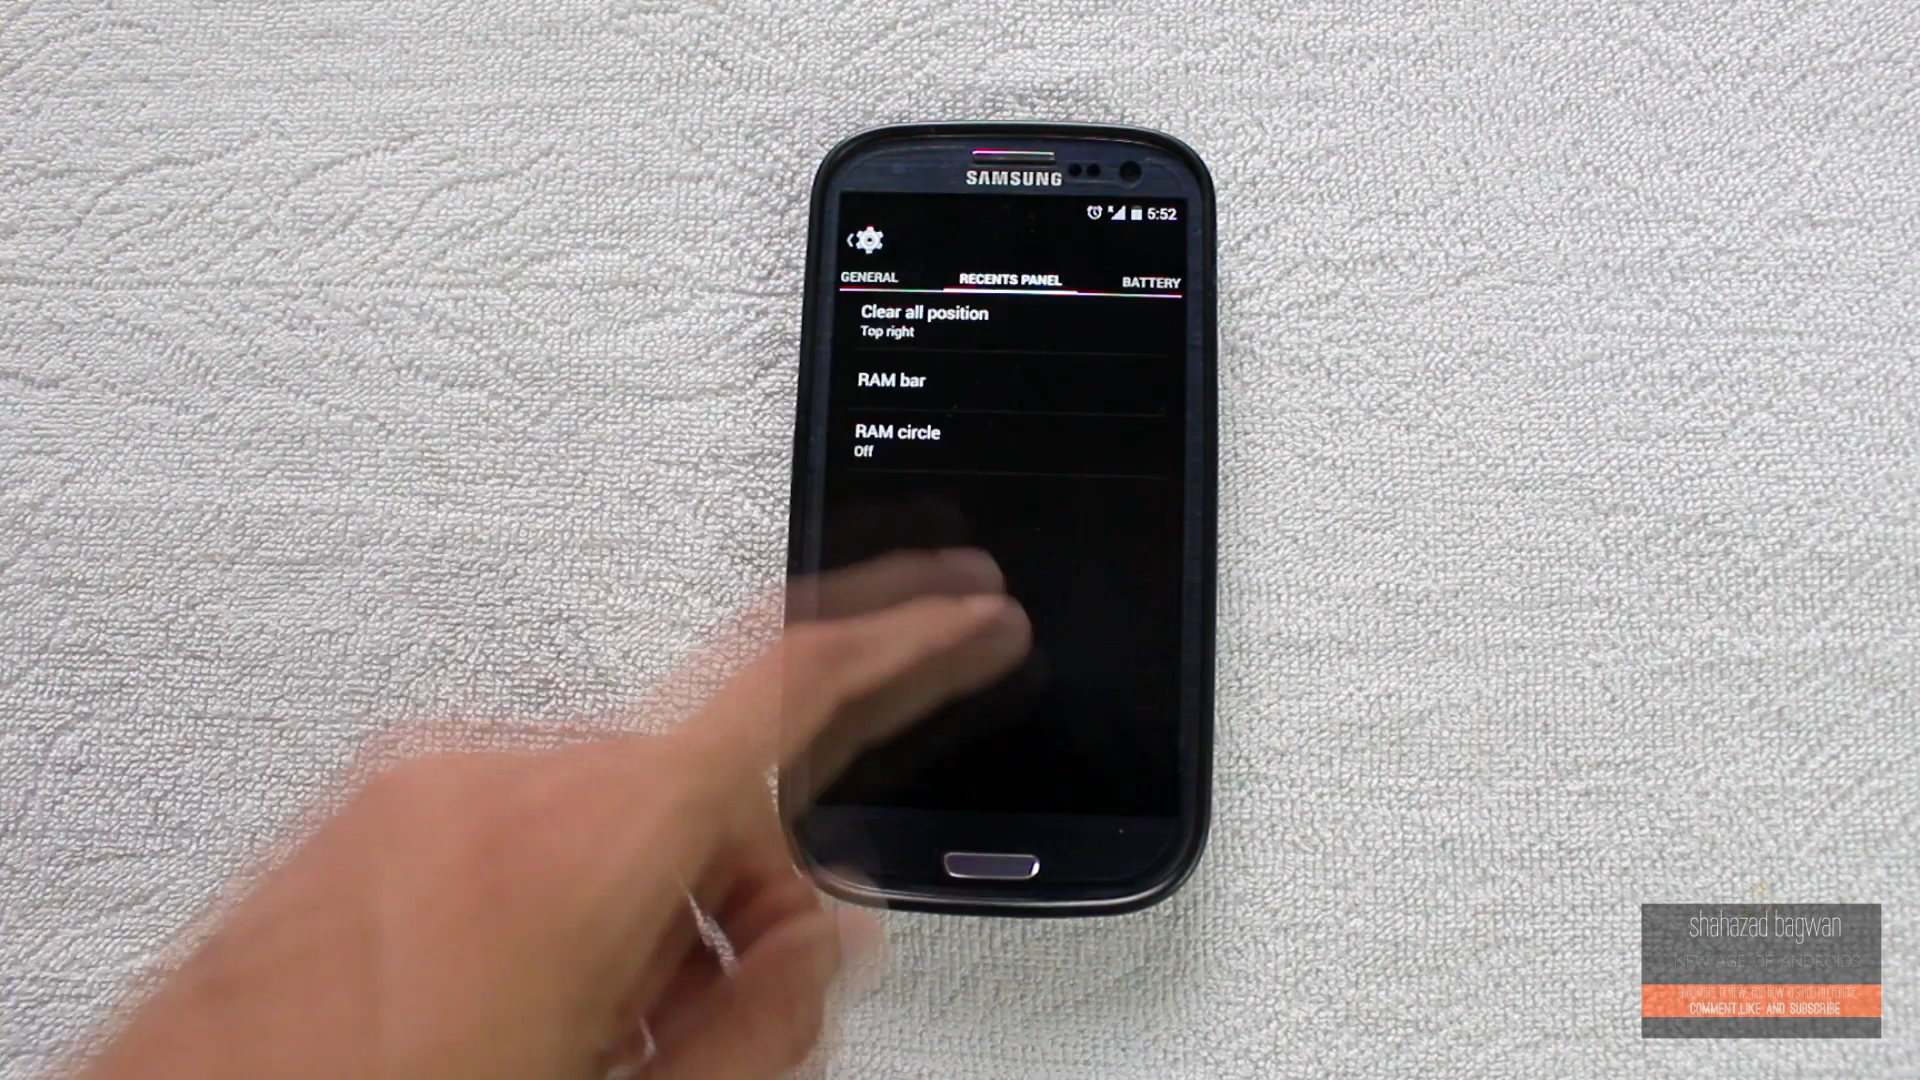 SAMSUNG
5:52
GENERAL
RECENTS PANEL
BATTERY
Clear all position
Top right
RAM bar
RAM circle
Off
shahazad bagwan
NEW AGE OF ANDROIDS
COMMENT,LIKE AND SUBSCRIBE